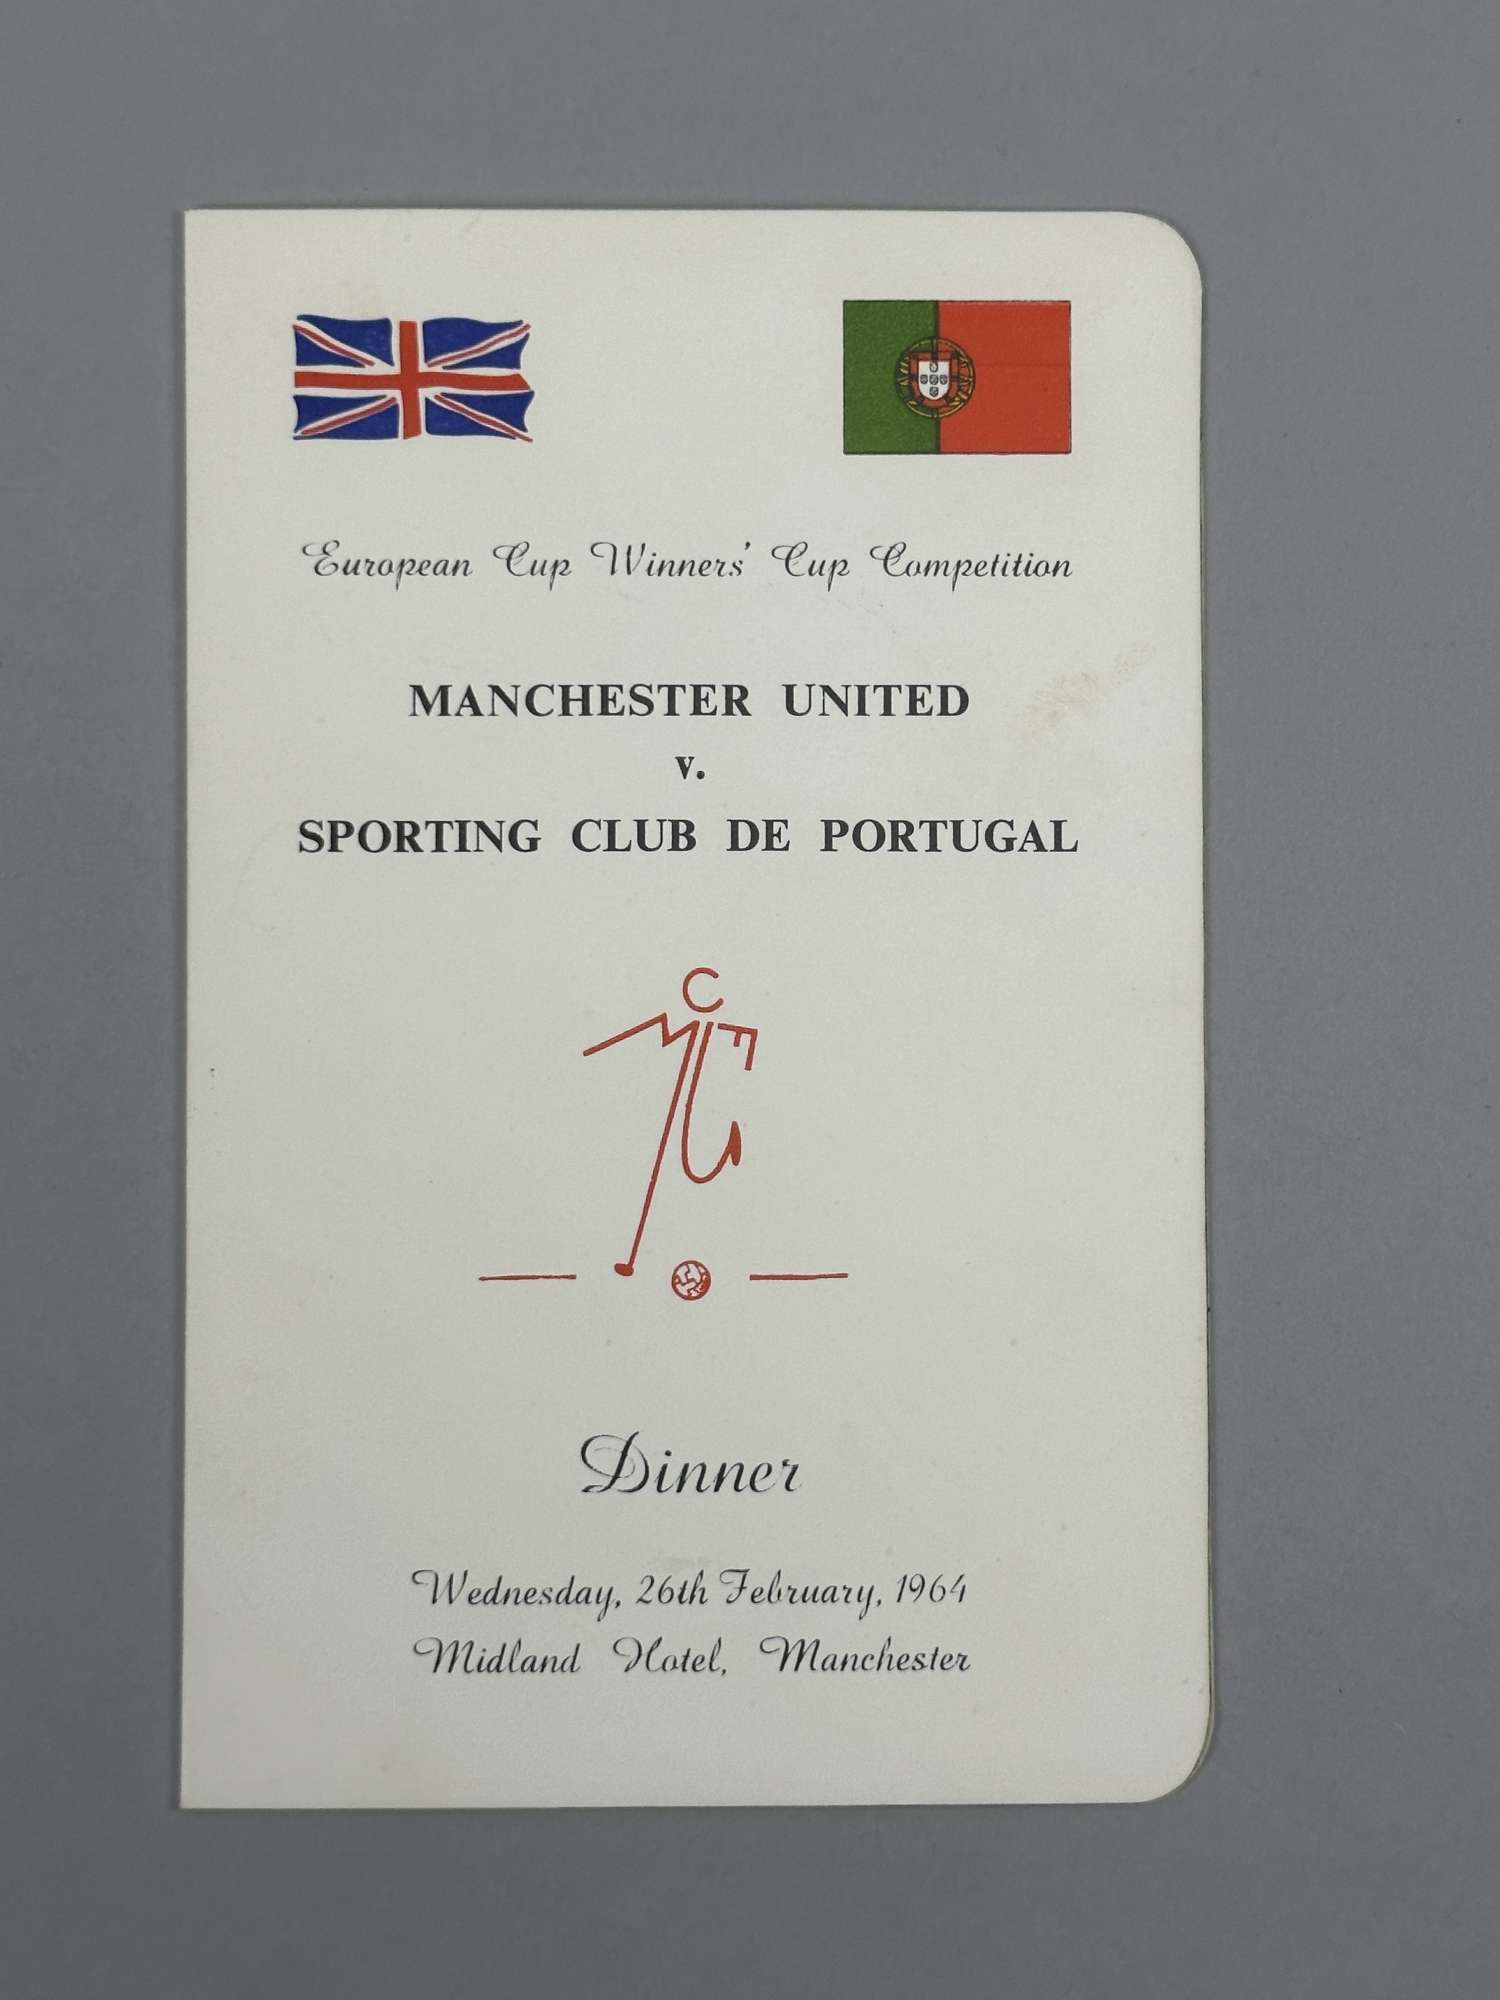 European Cup Winners' Cup Competition
MANCHESTER UNITED
v.
SPORTING CLUB DE PORTUGAL
C
M U F
Dinner
Wednesday, 26th February, 1964
Midland Hotel, Manchester